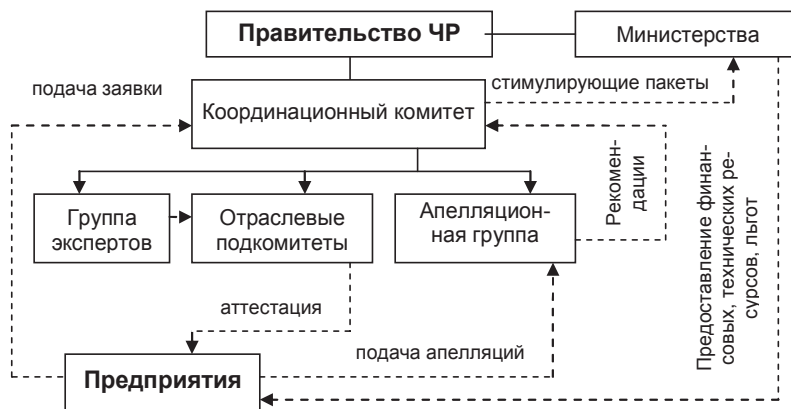 Правительство ЧР
Министерства
подача заявки
стимулирующие пакеты
Координационный комитет
Рекомен-
дации
Предоставление финан-
совых, технических ре-
сурсов, льгот
Группа
экспертов
Отраслевые
подкомитеты
Апелляцион-
ная группа
аттестация
подача апелляций
Предприятия